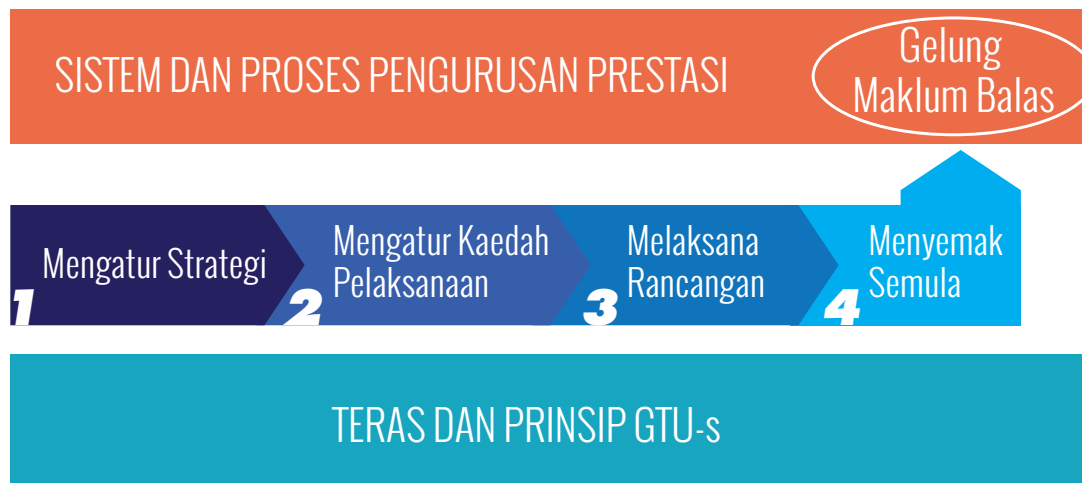 SISTEM DAN PROSES PENGURUSAN PRESTASI
Gelung
Maklum Balas
1
Mengatur Strategi
2
Mengatur Kaedah
Pelaksanaan
3
Melaksana
Rancangan
4
Menyemak
Semula
TERAS DAN PRINSIP GTU-s